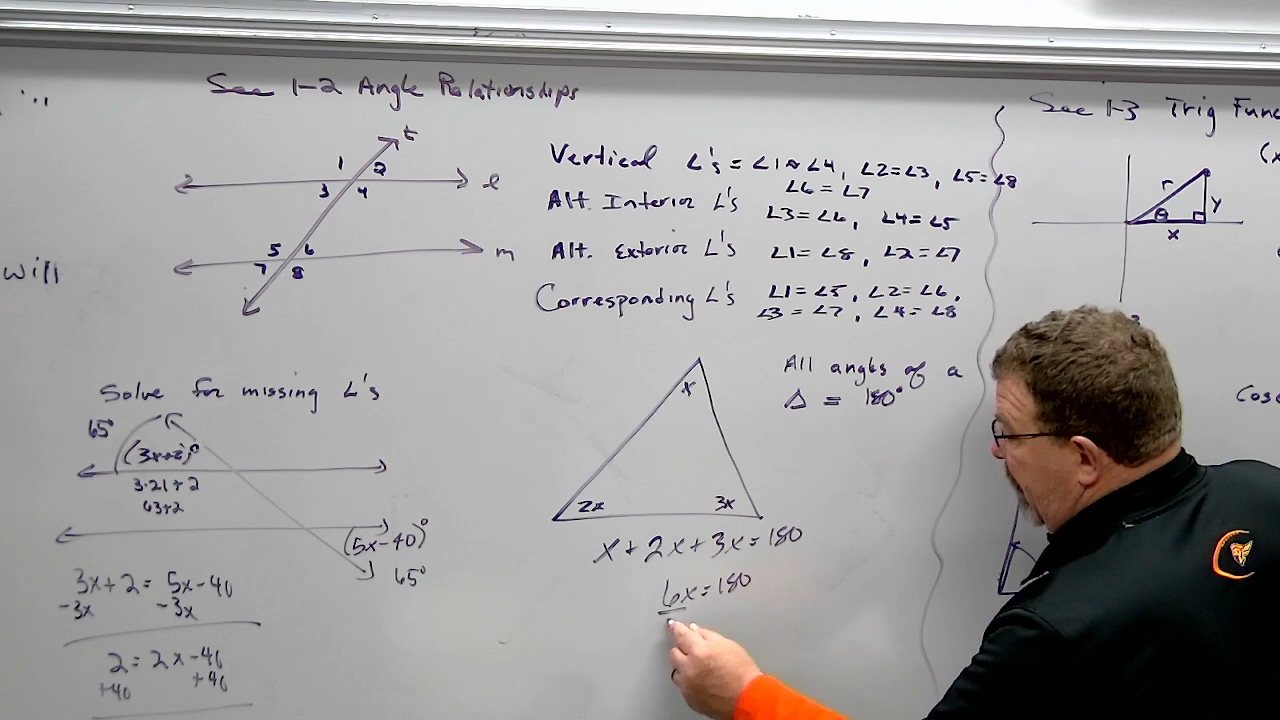 Sec 1-2 Angle Relationships
t
1 2
3 4
l
5 6
7 8
m
will
Vertical ∠'s = ∠1=∠4, ∠2=∠3, ∠5=∠8
∠6=∠7
Alt. Interior ∠'s ∠3=∠6, ∠4=∠5
Alt. Exterior ∠'s ∠1=∠8, ∠2=∠7
Corresponding ∠'s ∠1=∠5, ∠2=∠6,
∠3=∠7, ∠4=∠8
Sec 1-3 Trig Func
(x
r
θ
y
x
Cos
Solve for missing ∠'s
65°
(3x+2)°
3·21+2
63+2
(5x-40)°
65°
3x+2 = 5x-40
-3x -3x
2 = 2x-40
+40 +40
All angles of a
Δ = 180°
x
2x 3x
x+2x+3x=180
6x=180